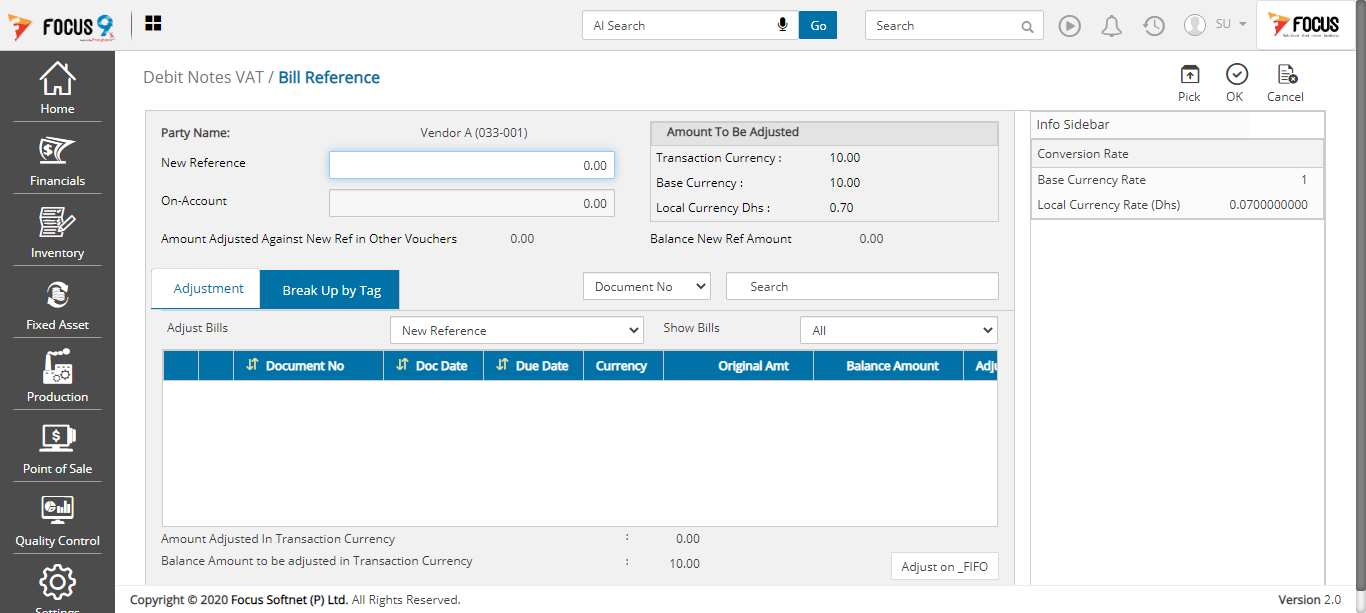 FOCUS 9 AI Search Go Search SU FOCUS
Home
Financials
Inventory
Fixed Asset
Production
Point of Sale
Quality Control
Settings
Debit Notes VAT / Bill Reference
Pick OK Cancel
Party Name: Vendor A (033-001)
New Reference 0.00
On-Account 0.00
Amount Adjusted Against New Ref in Other Vouchers 0.00
Amount To Be Adjusted
Transaction Currency : 10.00
Base Currency : 10.00
Local Currency Dhs : 0.70
Balance New Ref Amount 0.00
Info Sidebar
Conversion Rate
Base Currency Rate 1
Local Currency Rate (Dhs) 0.0700000000
Adjustment Break Up by Tag Document No Search
Adjust Bills New Reference Show Bills All
Document No Doc Date Due Date Currency Original Amt Balance Amount Adju
Amount Adjusted In Transaction Currency : 0.00
Balance Amount to be adjusted in Transaction Currency : 10.00
Adjust on _FIFO
Copyright © 2020 Focus Softnet (P) Ltd. All Rights Reserved. Version 2.0